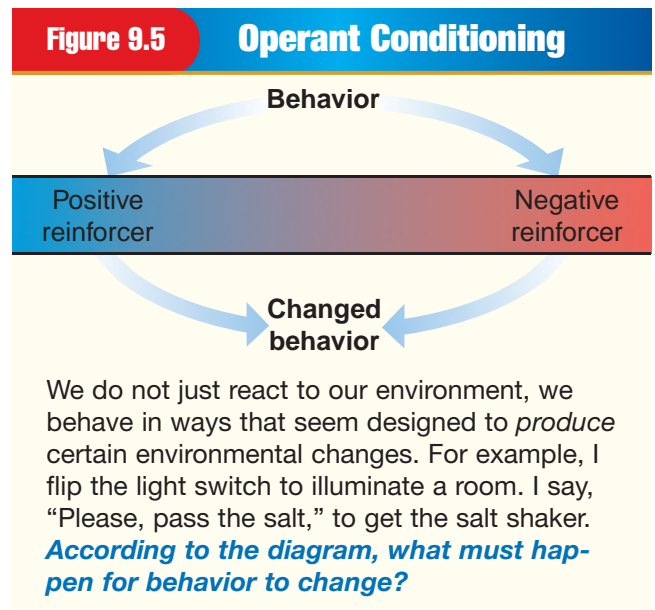 Figure 9.5
Operant Conditioning
Behavior
Positive
reinforcer
Negative
reinforcer
Changed
behavior
We do not just react to our environment, we
behave in ways that seem designed to produce
certain environmental changes. For example, I
flip the light switch to illuminate a room. I say,
“Please, pass the salt,” to get the salt shaker.
According to the diagram, what must hap-
pen for behavior to change?